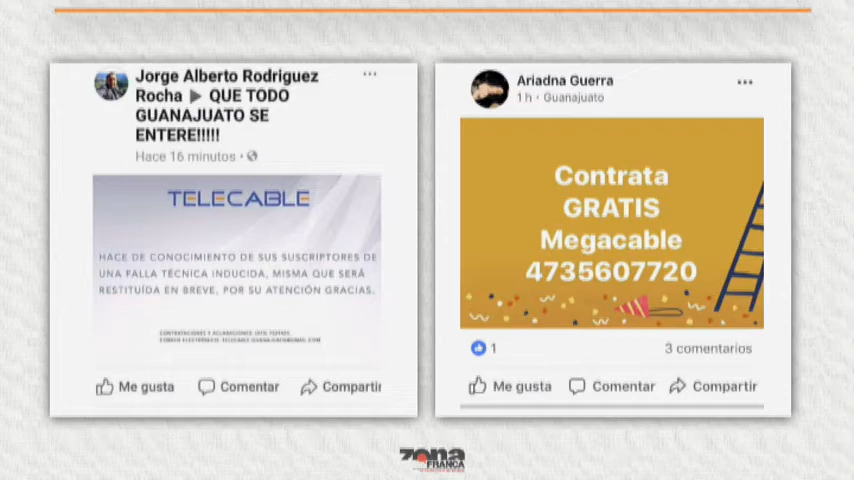 Jorge Alberto Rodriguez
Rocha ▶ QUE TODO
GUANAJUATO SE
ENTERE!!!!!
Hace 16 minutos ·
TELECABLE
HACE DE CONOCIMIENTO DE SUS SUSCRIPTORES DE
UNA FALLA TÉCNICA INDUCIDA, MISMA QUE SERÁ
RESTITUÍDA EN BREVE, POR SU ATENCIÓN GRACIAS.
CONTRATACIONES Y ACLARACIONES
Me gusta Comentar Compartir
Ariadna Guerra
1 h · Guanajuato
Contrata
GRATIS
Megacable
4735607720
1 3 comentarios
Me gusta Comentar Compartir
zona
FRANCA